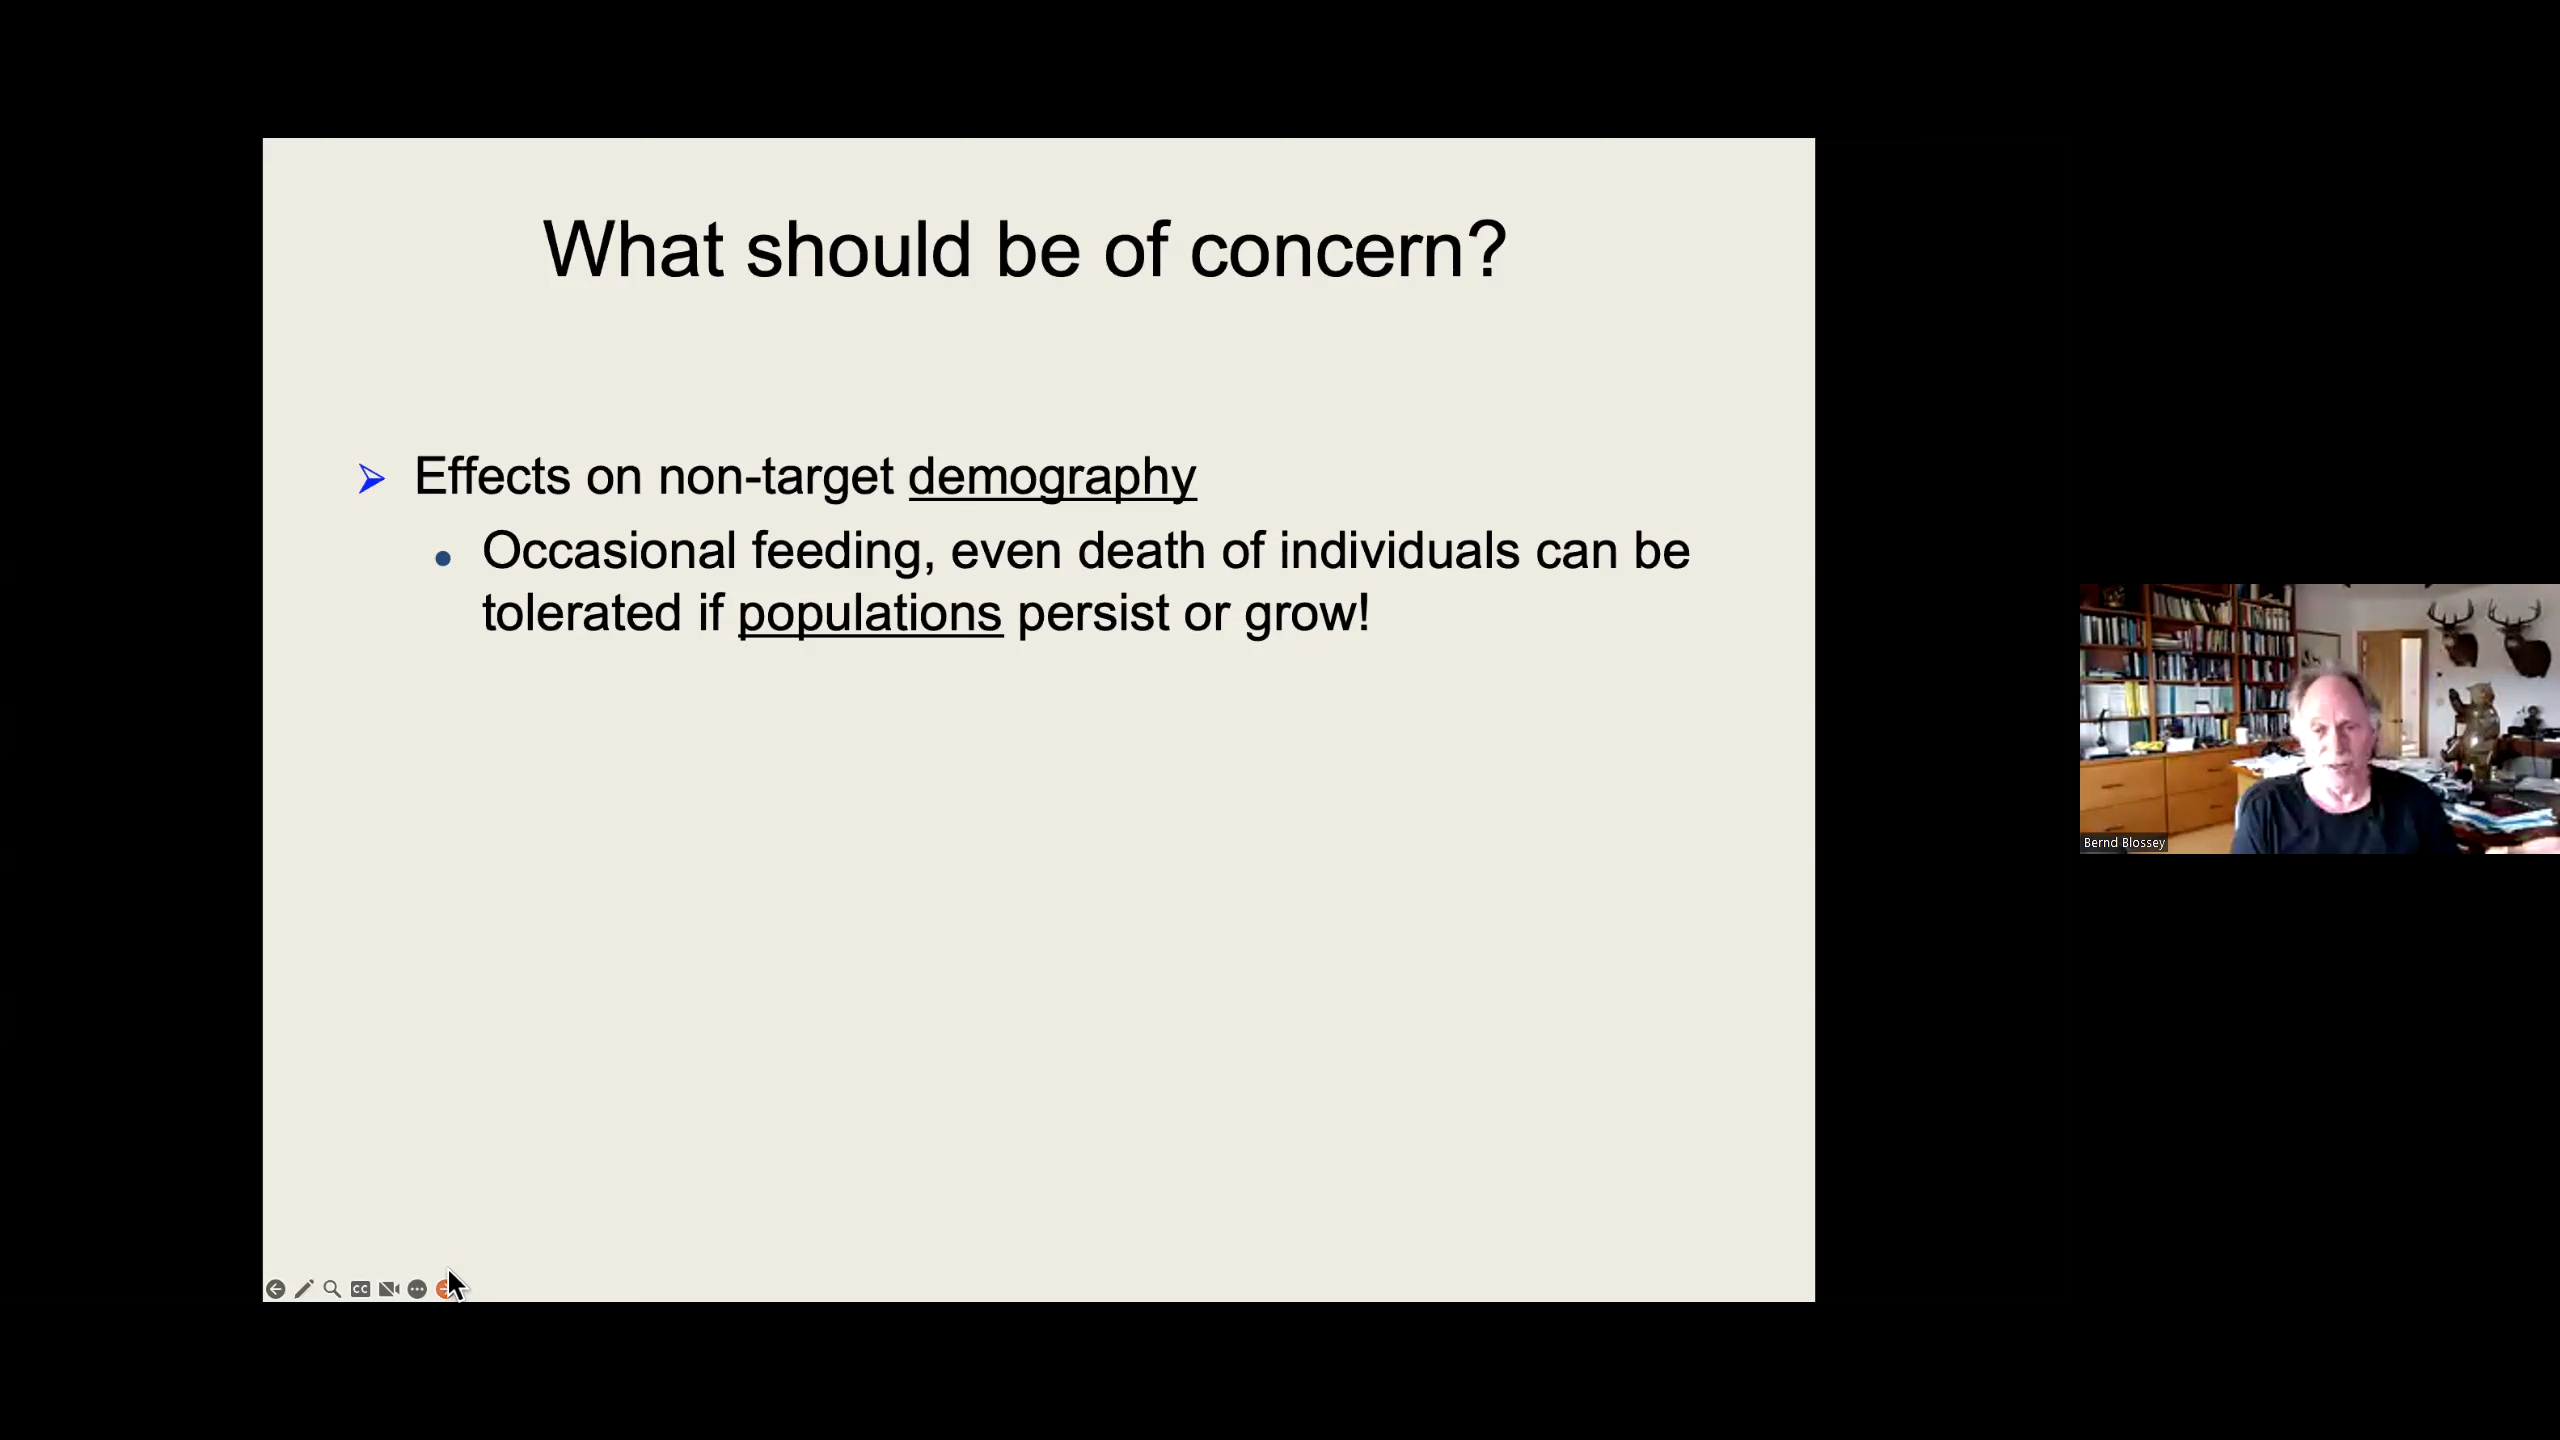 What should be of concern?
Effects on non-target demography
Occasional feeding, even death of individuals can be
tolerated if populations persist or grow!
Bernd Blossey
CC